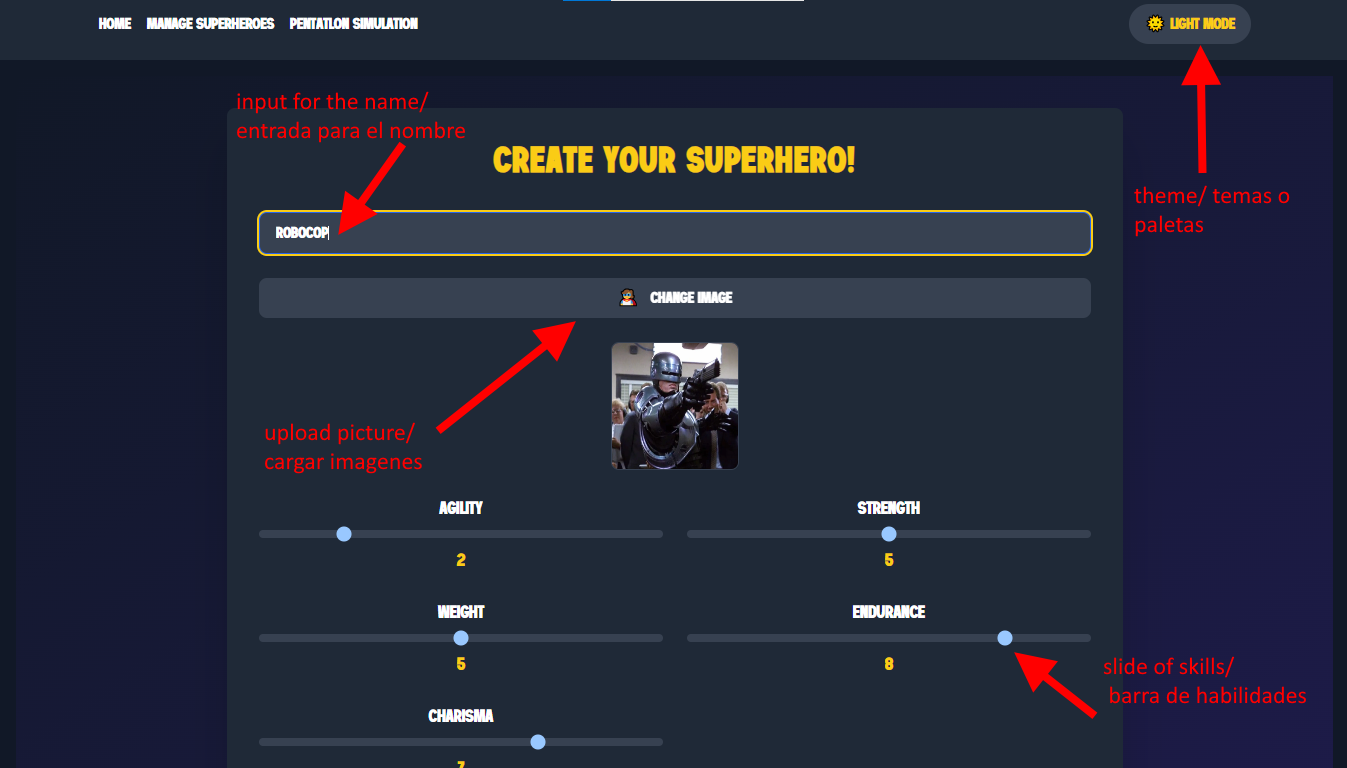 HOME MANAGE SUPERHEROES PENTATLON SIMULATION
LIGHT MODE
input for the name/
entrada para el nombre
CREATE YOUR SUPERHERO!
theme/ temas o
paletas
ROBOCOP
CHANGE IMAGE
upload picture/
cargar imagenes
AGILITY
2
STRENGTH
5
WEIGHT
5
ENDURANCE
8
slide of skills/
barra de habilidades
CHARISMA
7